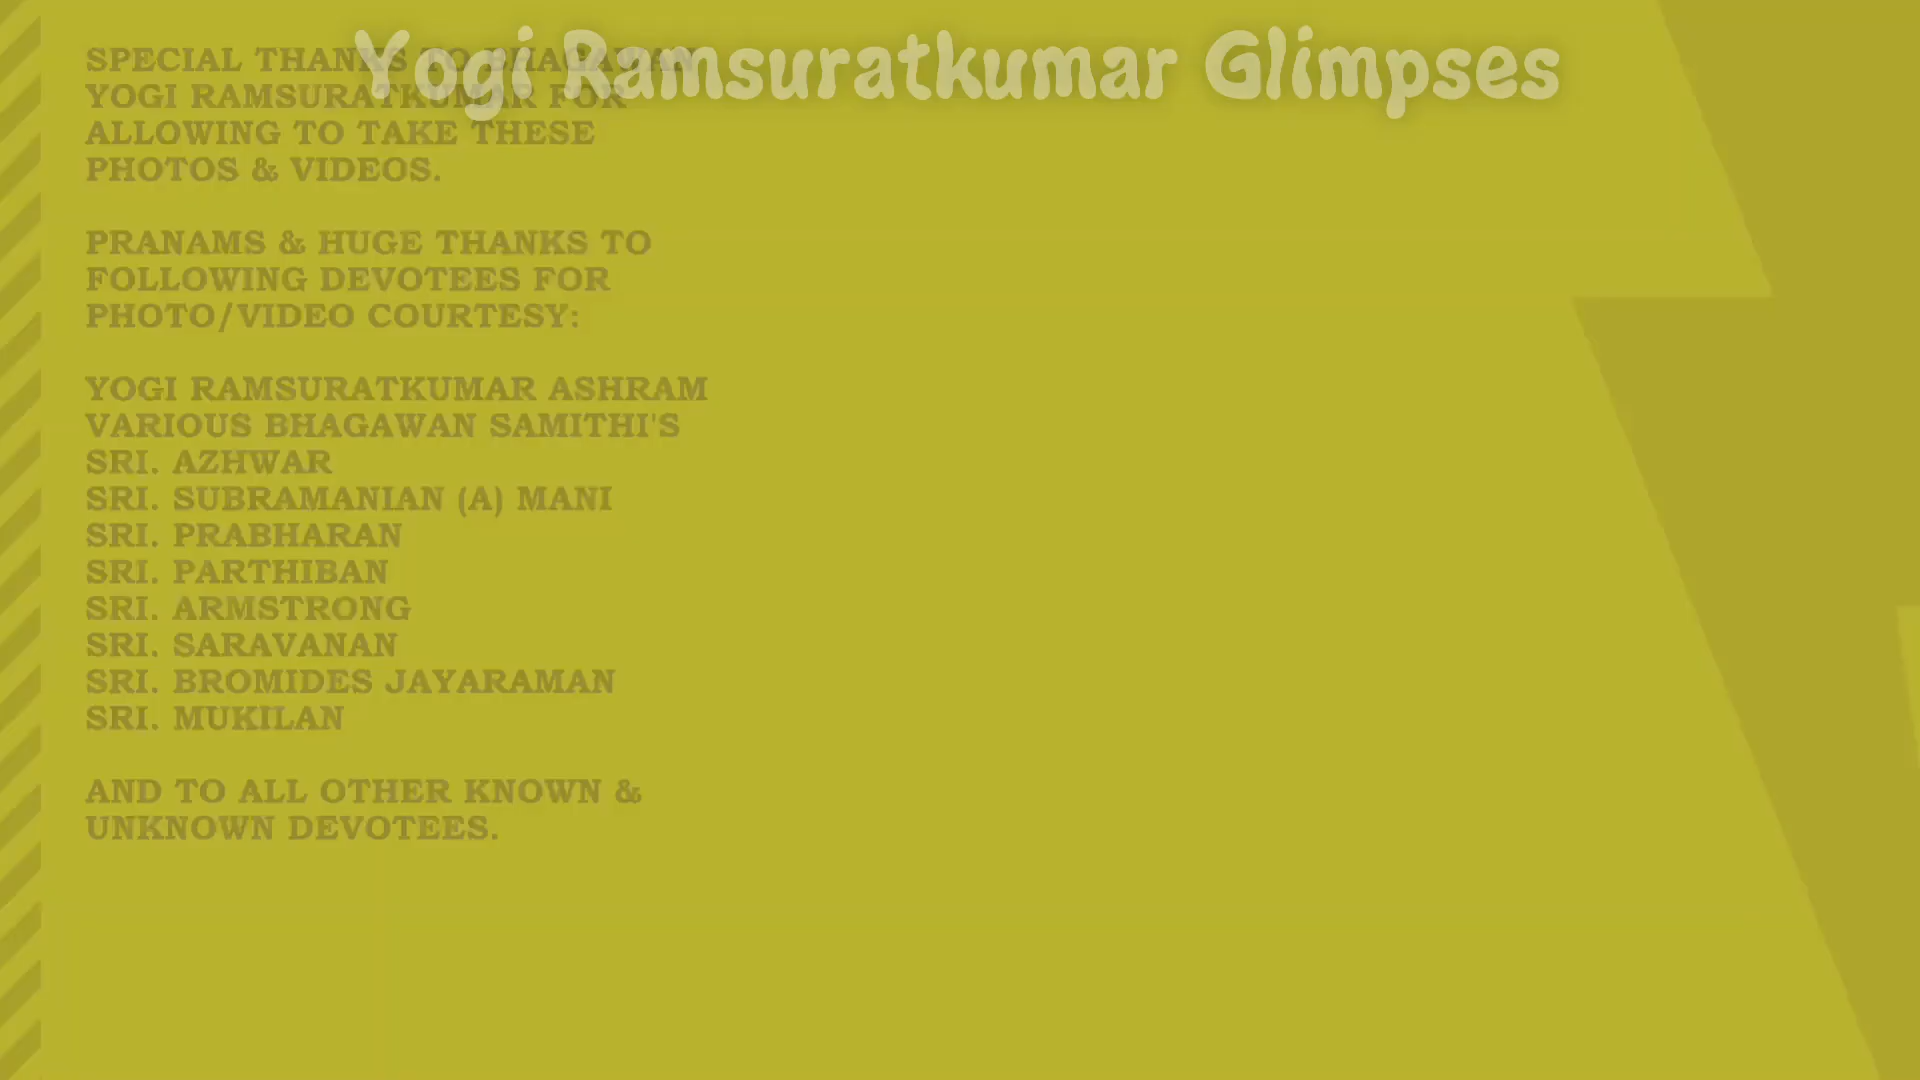 Yogi Ramsuratkumar Glimpses
SPECIAL THANKS TO BHAGAWAN
YOGI RAMSURATKUMAR FOR
ALLOWING TO TAKE THESE
PHOTOS & VIDEOS.
PRANAMS & HUGE THANKS TO
FOLLOWING DEVOTEES FOR
PHOTO/VIDEO COURTESY:
YOGI RAMSURATKUMAR ASHRAM
VARIOUS BHAGAWAN SAMITHI'S
SRI. AZHWAR
SRI. SUBRAMANIAN (A) MANI
SRI. PRABHARAN
SRI. PARTHIBAN
SRI. ARMSTRONG
SRI. SARAVANAN
SRI. BROMIDES JAYARAMAN
SRI. MUKILAN
AND TO ALL OTHER KNOWN &
UNKNOWN DEVOTEES.